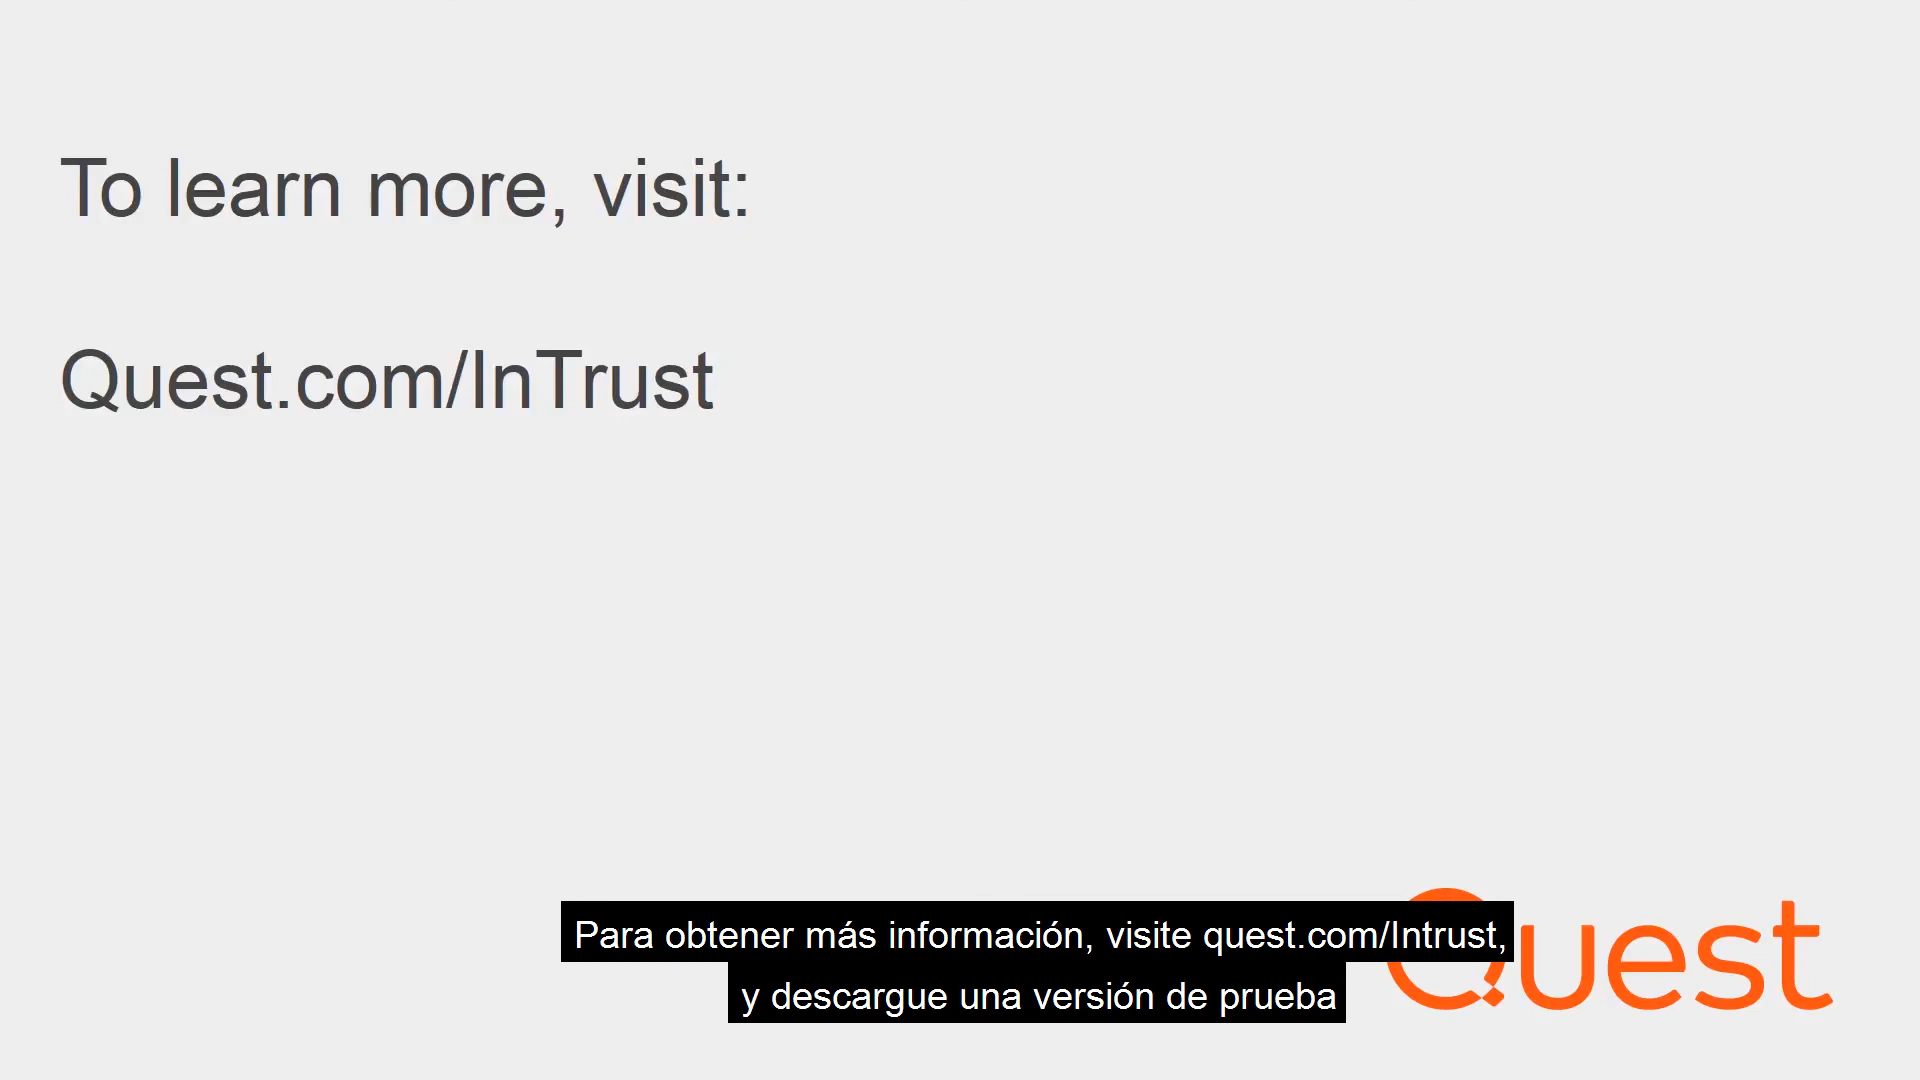 To learn more, visit:
Quest.com/InTrust
Para obtener más información, visite quest.com/Intrust,
y descargue una versión de prueba
Quest